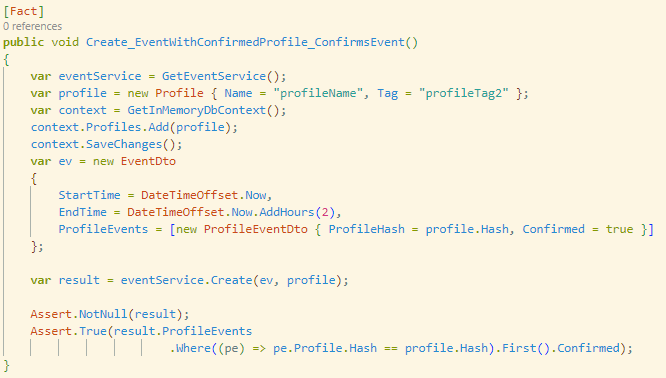 [Fact]
0 references
public void Create_EventWithConfirmedProfile_ConfirmsEvent()
{
    var eventService = GetEventService();
    var profile = new Profile { Name = "profileName", Tag = "profileTag2" };
    var context = GetInMemoryDbContext();
    context.Profiles.Add(profile);
    context.SaveChanges();
    var ev = new EventDto
    {
        StartTime = DateTimeOffset.Now,
        EndTime = DateTimeOffset.Now.AddHours(2),
        ProfileEvents = [new ProfileEventDto { ProfileHash = profile.Hash, Confirmed = true }]
    };

    var result = eventService.Create(ev, profile);

    Assert.NotNull(result);
    Assert.True(result.ProfileEvents
                        .Where((pe) => pe.Profile.Hash == profile.Hash).First().Confirmed);
}